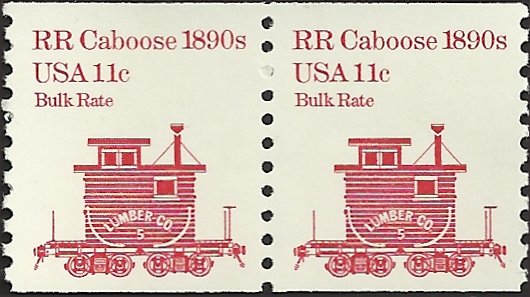 RR Caboose 1890s
USA 11c
Bulk Rate
LUMBER CO.
5
RR Caboose 1890s
USA 11c
Bulk Rate
LUMBER CO.
5